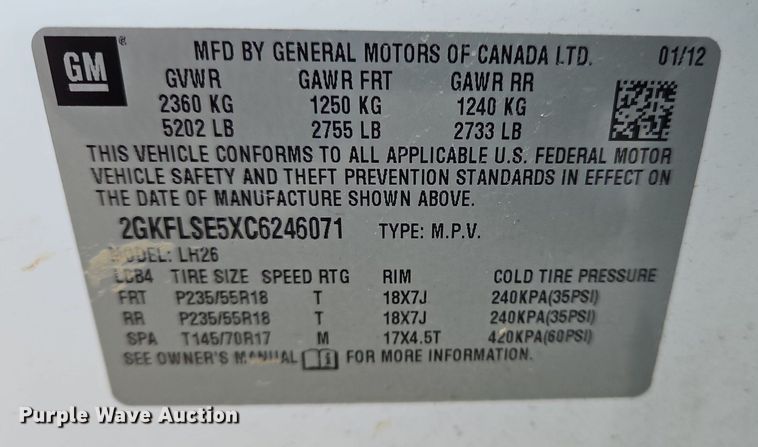 GM ®
MFD BY GENERAL MOTORS OF CANADA LTD. 01/12
GVWR GAWR FRT GAWR RR
2360 KG 1250 KG 1240 KG
5202 LB 2755 LB 2733 LB
THIS VEHICLE CONFORMS TO ALL APPLICABLE U.S. FEDERAL MOTOR
VEHICLE SAFETY AND THEFT PREVENTION STANDARDS IN EFFECT ON
THE DATE OF MANUFACTURE SHOWN ABOVE.
2GKFLSE5XC6246071 TYPE: M.P.V.
MODEL: LH26
LCB4 TIRE SIZE SPEED RTG RIM COLD TIRE PRESSURE
FRT P235/55R18 T 18X7J 240KPA(35PSI)
RR P235/55R18 T 18X7J 240KPA(35PSI)
SPA T145/70R17 M 17X4.5T 420KPA(60PSI)
SEE OWNER'S MANUAL FOR MORE INFORMATION.
Purple Wave Auction